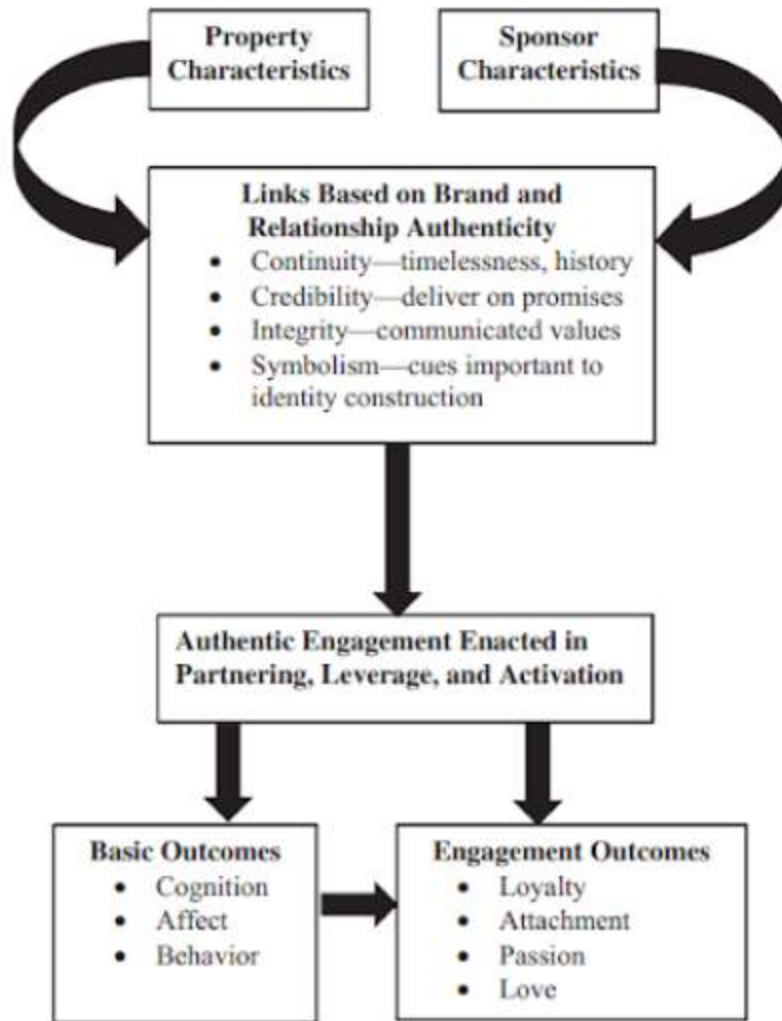 Property
Characteristics
Sponsor
Characteristics
Links Based on Brand and
Relationship Authenticity
• Continuity—timelessness, history
• Credibility—deliver on promises
• Integrity—communicated values
• Symbolism—cues important to
identity construction
Authentic Engagement Enacted in
Partnering, Leverage, and Activation
Basic Outcomes
• Cognition
• Affect
• Behavior
Engagement Outcomes
• Loyalty
• Attachment
• Passion
• Love